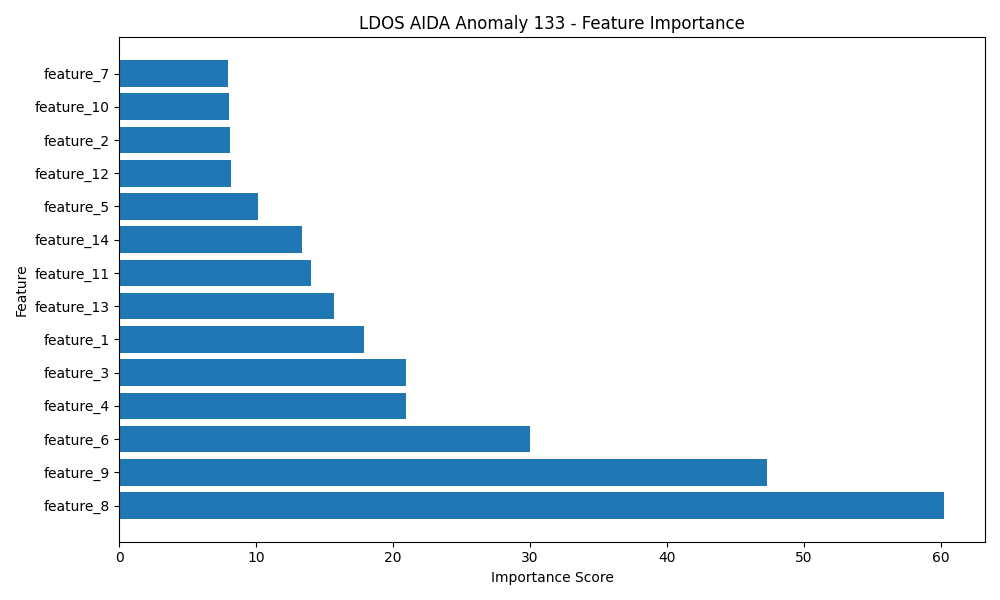 LDOS AIDA Anomaly 133 - Feature Importance
feature_7
feature_10
feature_2
feature_12
feature_5
feature_14
feature_11
feature_13
feature_1
feature_3
feature_4
feature_6
feature_9
feature_8
Feature
0 10 20 30 40 50 60
Importance Score